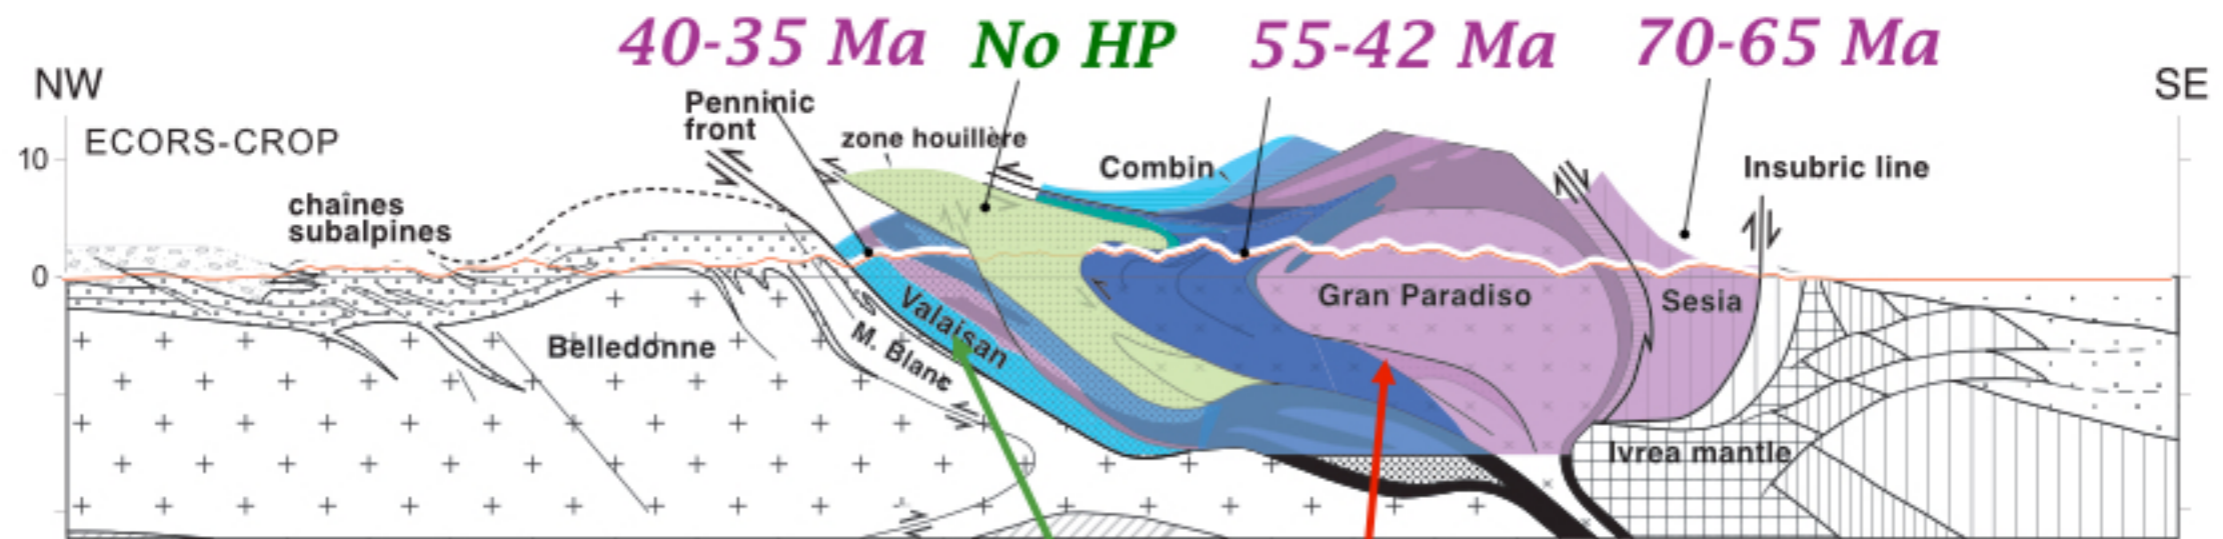 40-35 Ma No HP 55-42 Ma 70-65 Ma
NW
SE
ECORS-CROP
Penninic
front
zone houillère
Combin
Insubric line
10
chaînes
subalpines
0
Valaisan
Gran Paradiso
Sesia
Belledonne
M. Blanc
Ivrea mantle